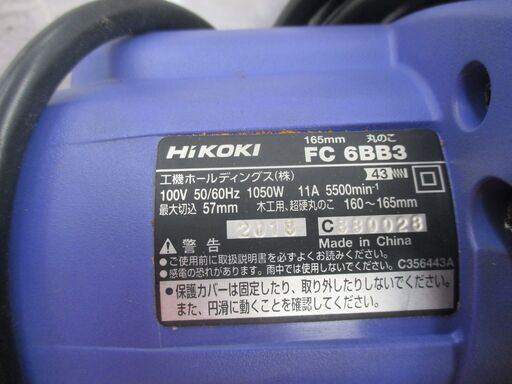 165mm 丸のこ
HiKOKI FC 6BB3
工機ホールディングス(株) 43
100V 50/60Hz 1050W 11A 5500min⁻¹
最大切込 57mm 木工用、超硬丸のこ 160～165mm
2018 C 880028
警告 Made in China
●ご使用前に取扱説明書を必ずよくお読みください。
●感電の恐れがあります。雨中では使用しないでください。 C356443A
●保護カバーは固定したり、取り外したりしないでください。
また、円滑に動くことを確認してください。